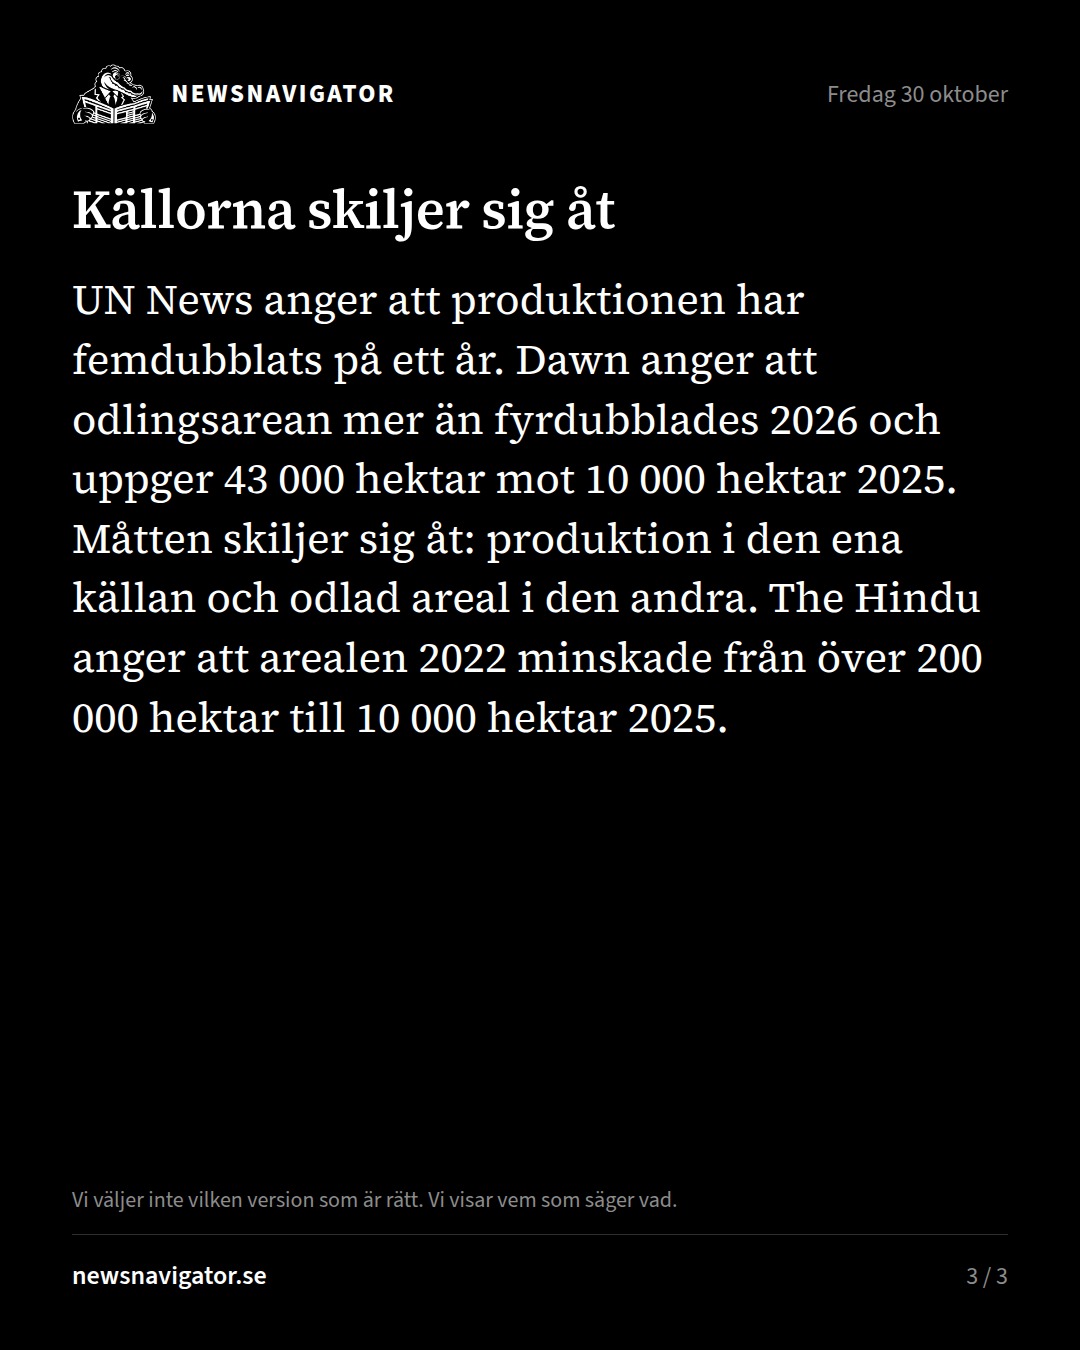 NEWSNAVIGATOR
Fredag 30 oktober
Källorna skiljer sig åt
UN News anger att produktionen har
femdubblats på ett år. Dawn anger att
odlingsarean mer än fyrdubblades 2026 och
uppger 43 000 hektar mot 10 000 hektar 2025.
Måtten skiljer sig åt: produktion i den ena
källan och odlad areal i den andra. The Hindu
anger att arealen 2022 minskade från över 200
000 hektar till 10 000 hektar 2025.
Vi väljer inte vilken version som är rätt. Vi visar vem som säger vad.
newsnavigator.se
3 / 3